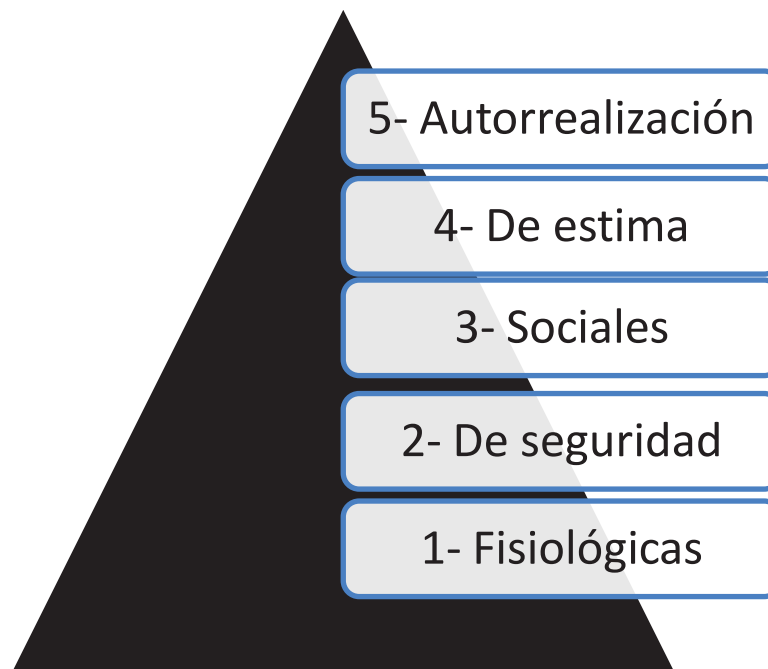 5- Autorrealización
4- De estima
3- Sociales
2- De seguridad
1- Fisiológicas